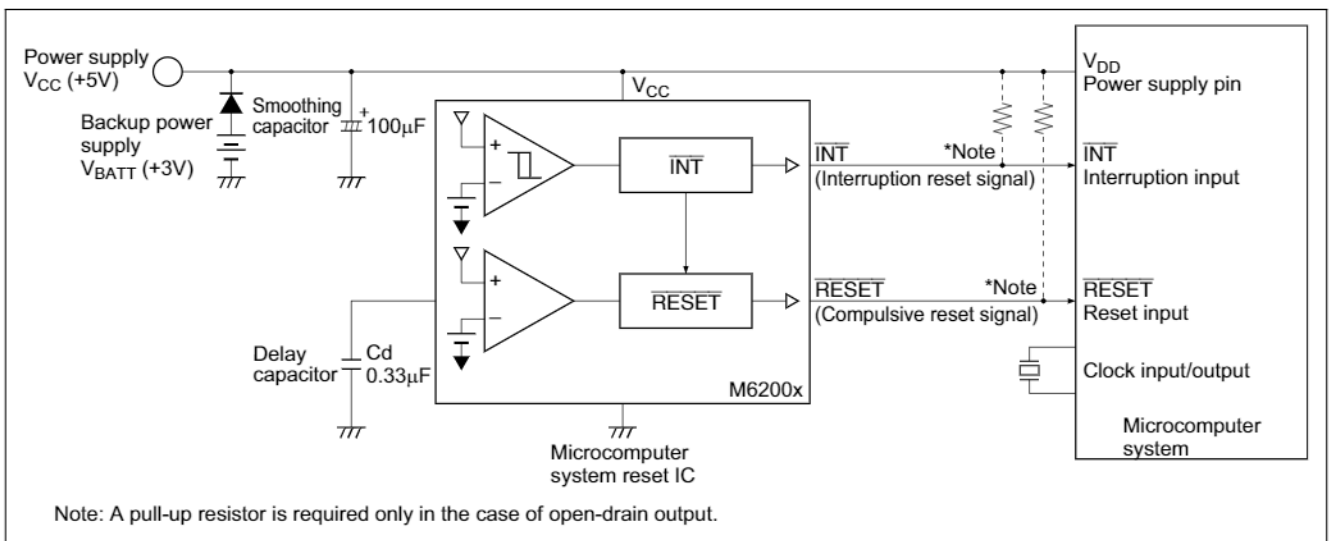 Power supply
VCC (+5V)
Backup power
supply
VBATT (+3V)
Smoothing
capacitor
+
100µF
VCC
+
−
INT
INT
(Interruption reset signal)
*Note
+
−
RESET
RESET
(Compulsive reset signal)
*Note
Delay
capacitor
Cd
0.33µF
M6200x
Microcomputer
system reset IC
VDD
Power supply pin
INT
Interruption input
RESET
Reset input
Clock input/output
Microcomputer
system
Note: A pull-up resistor is required only in the case of open-drain output.